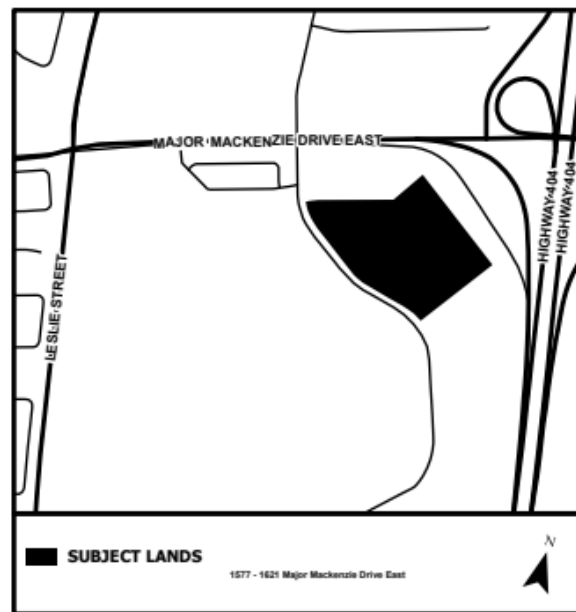 MAJOR MACKENZIE DRIVE EAST
HIGHWAY 404
HIGHWAY 404
LESLIE STREET
N
SUBJECT LANDS
1577 - 1621 Major Mackenzie Drive East